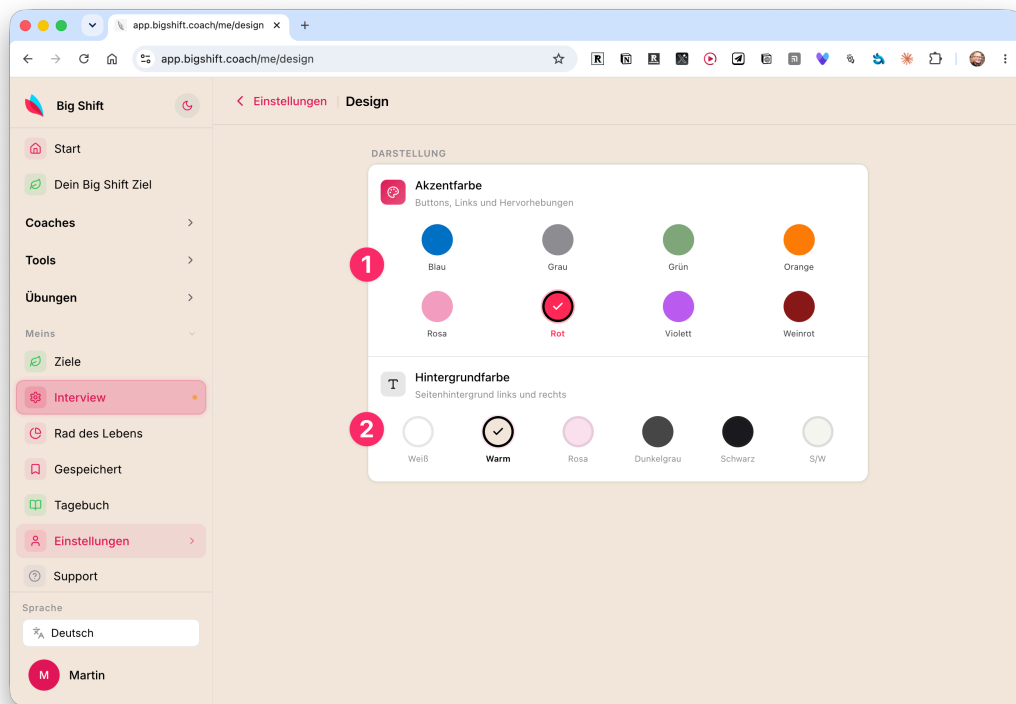 app.bigshift.coach/me/design
app.bigshift.coach/me/design
Big Shift
Start
Dein Big Shift Ziel
Coaches
Tools
Übungen
Meins
Ziele
Interview
Rad des Lebens
Gespeichert
Tagebuch
Einstellungen
Support
Sprache
Deutsch
M Martin
Einstellungen Design
DARSTELLUNG
Akzentfarbe
Buttons, Links und Hervorhebungen
1
Blau Grau Grün Orange
Rosa Rot Violett Weinrot
T Hintergrundfarbe
Seitenhintergrund links und rechts
2
Weiß Warm Rosa Dunkelgrau Schwarz S/W